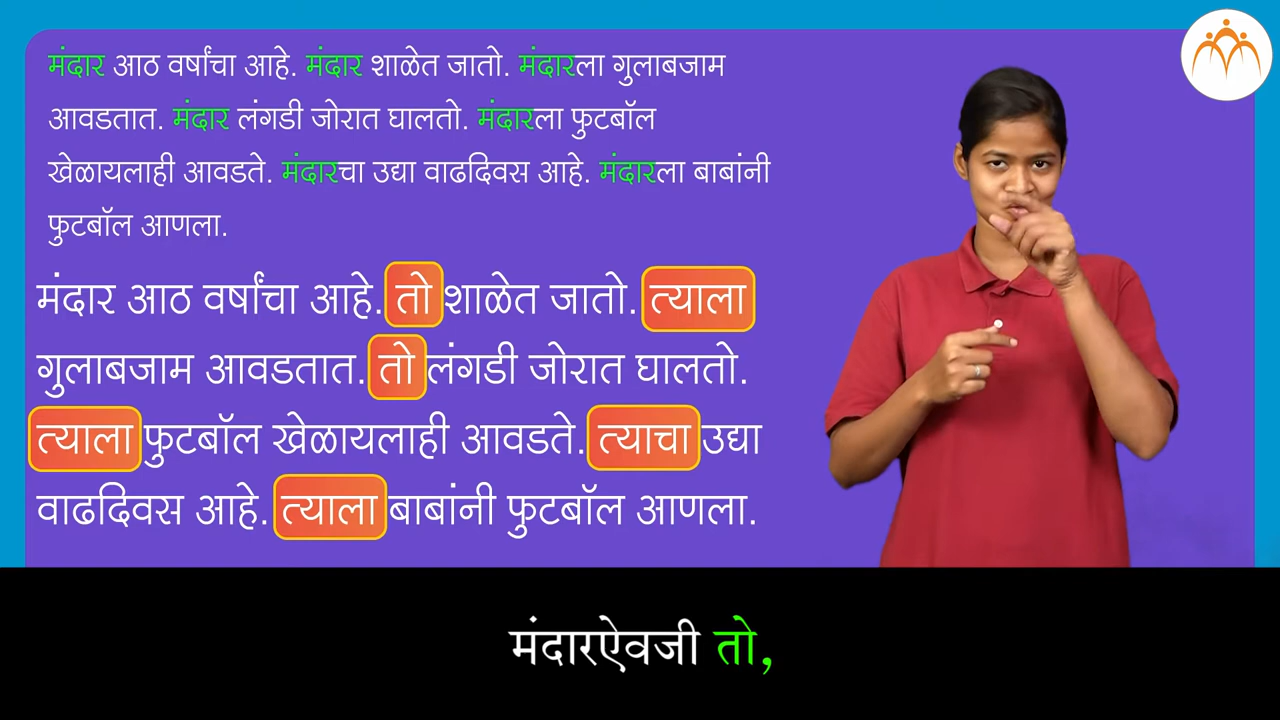 मंदार आठ वर्षांचा आहे. मंदार शाळेत जातो. मंदारला गुलाबजाम
आवडतात. मंदार लंगडी जोरात घालतो. मंदारला फुटबॉल
खेळायलाही आवडते. मंदारचा उद्या वाढदिवस आहे. मंदारला बाबांनी
फुटबॉल आणला.
मंदार आठ वर्षांचा आहे. तो शाळेत जातो. त्याला
गुलाबजाम आवडतात. तो लंगडी जोरात घालतो.
त्याला फुटबॉल खेळायलाही आवडते. त्याचा उद्या
वाढदिवस आहे. त्याला बाबांनी फुटबॉल आणला.
मंदारऐवजी तो,